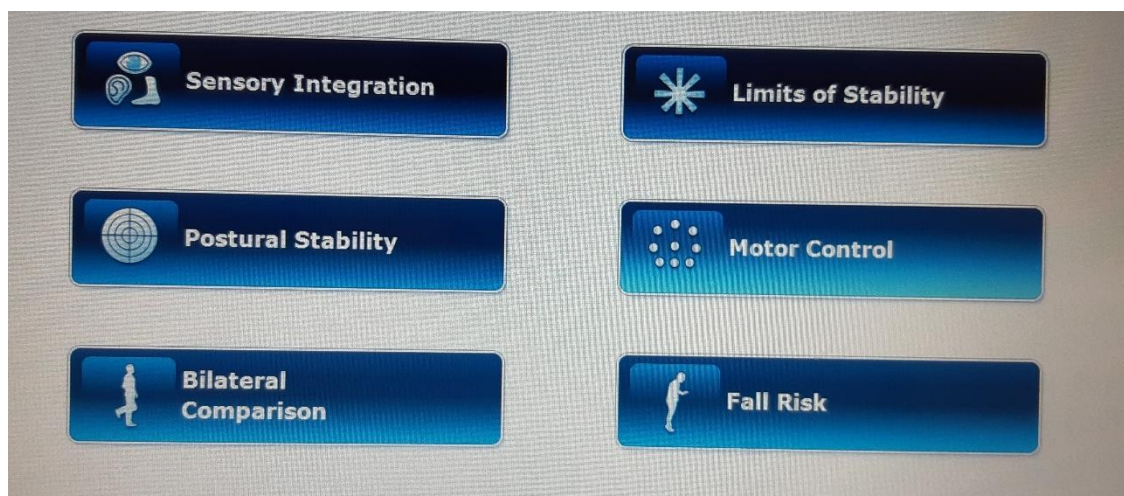 Sensory Integration
Limits of Stability
Postural Stability
Motor Control
Bilateral
Comparison
Fall Risk